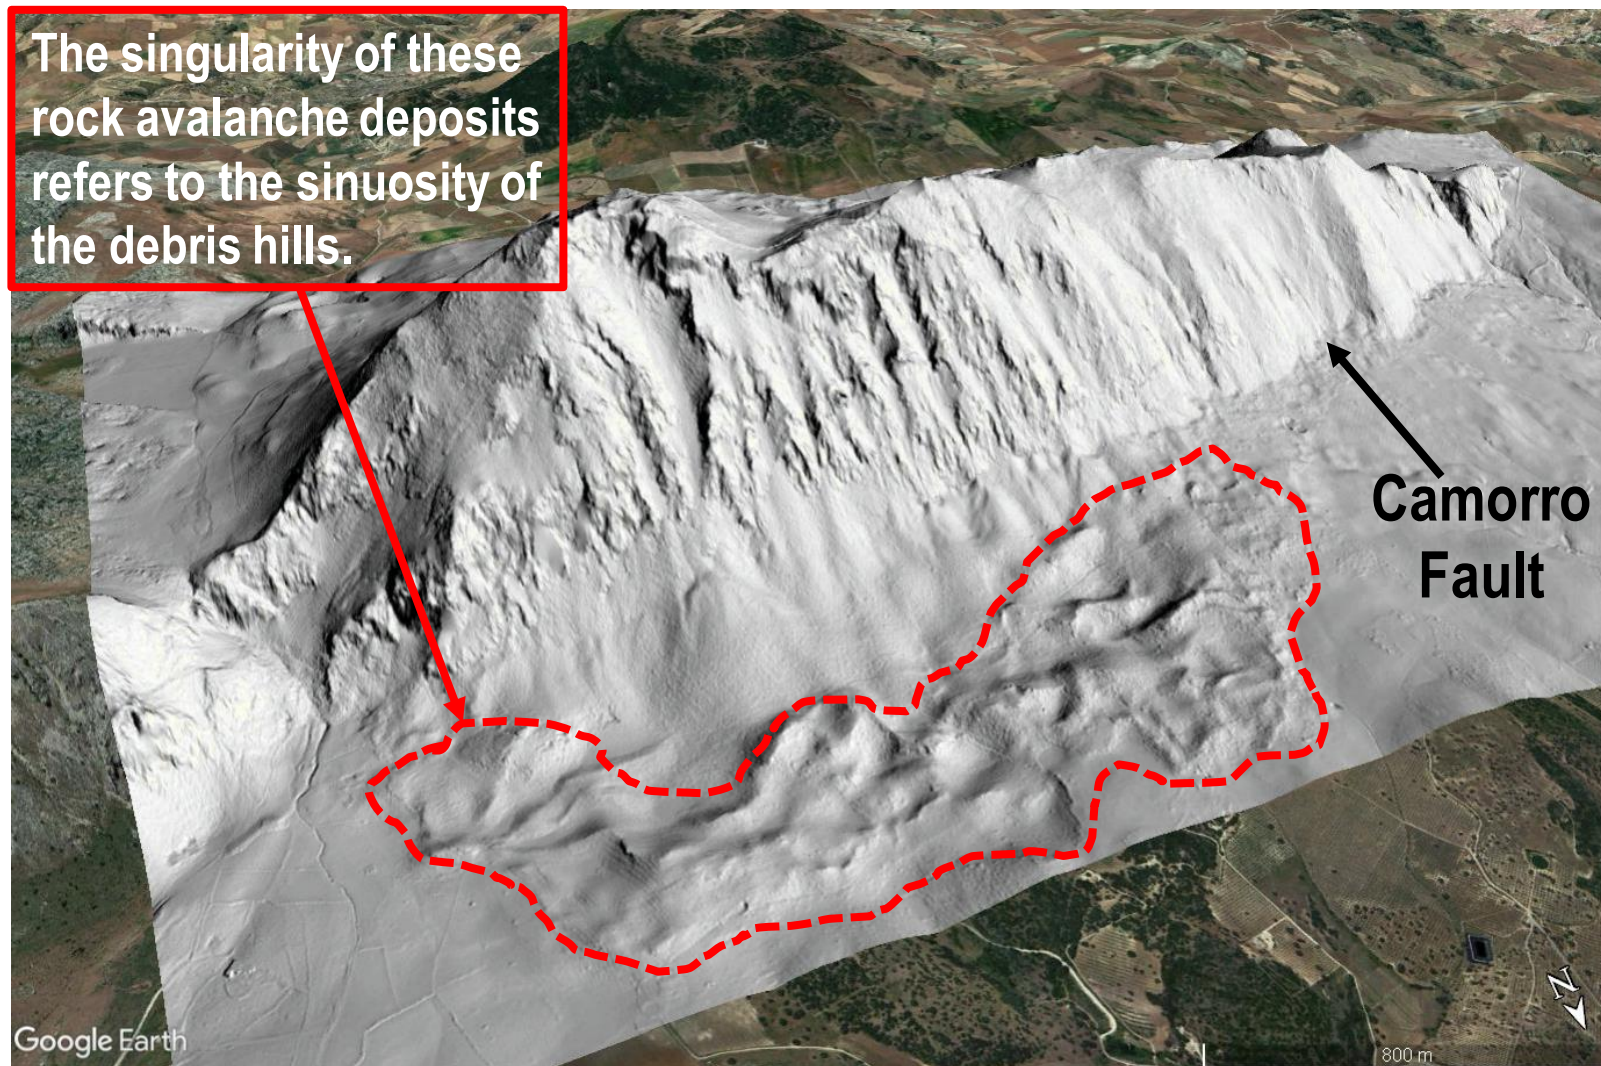 The singularity of these
rock avalanche deposits
refers to the sinuosity of
the debris hills.
Camorro
Fault
N
Google Earth
800 m